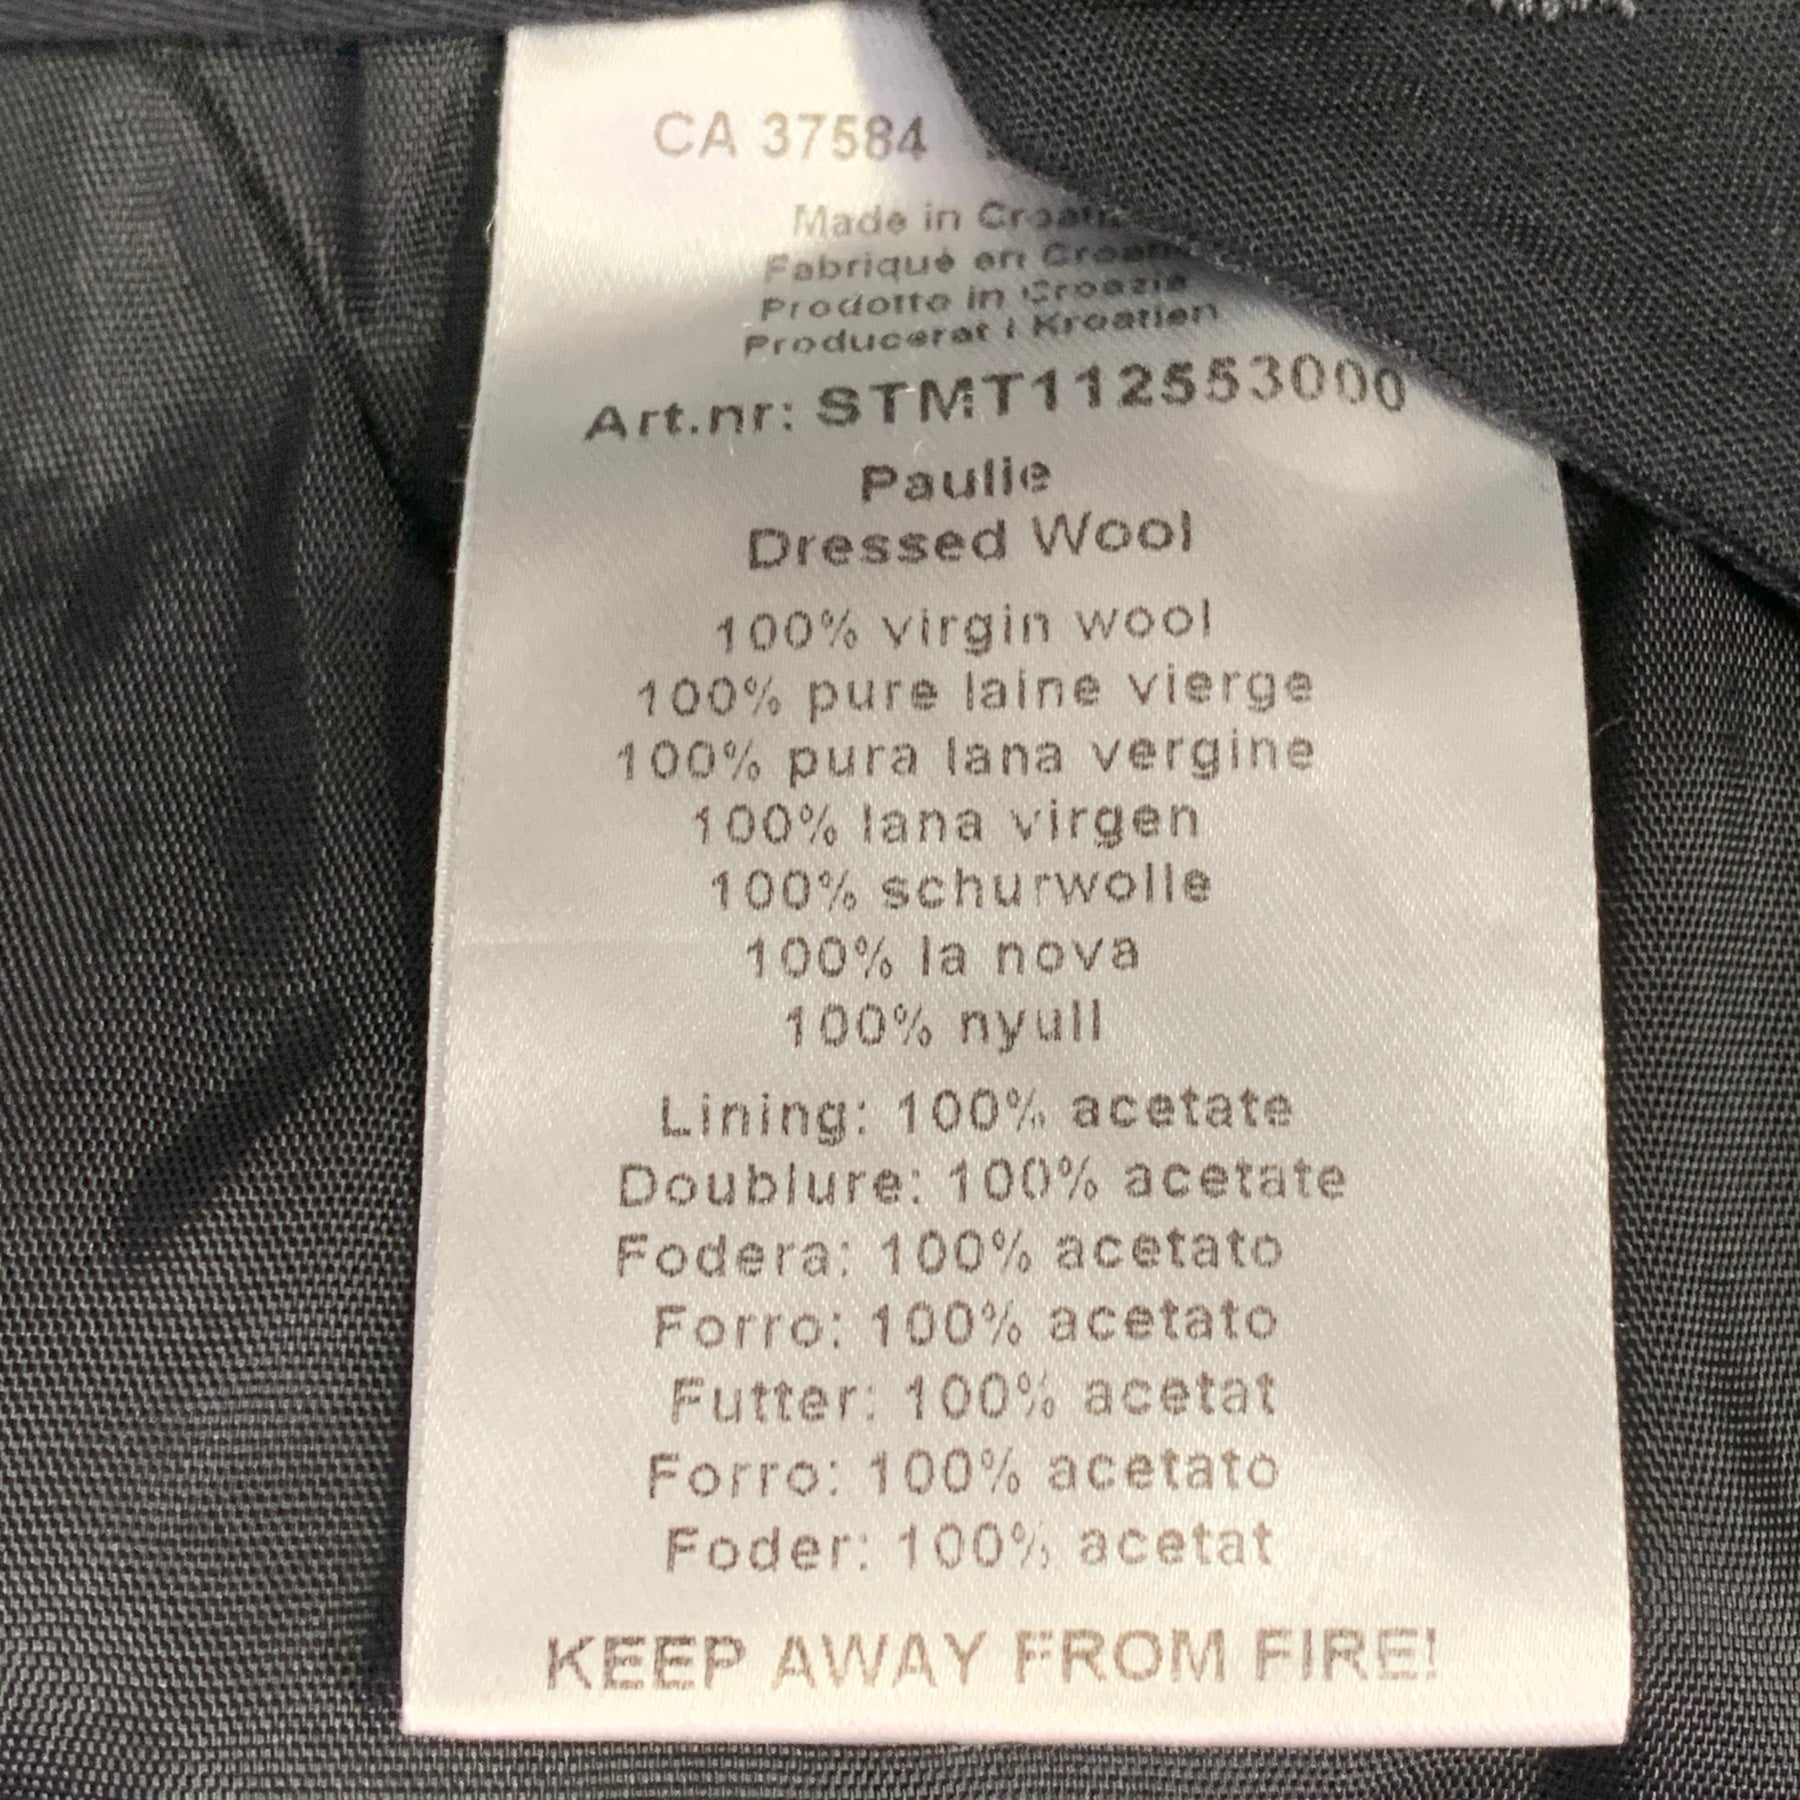 CA 37584
Made in
Fabriqué en
Prodotto in Croazia
Producerat i Kroatien
Art.nr: STMT112553000
Paulie
Dressed Wool
100% virgin wool
100% pure laine vierge
100% pura lana vergine
100% lana virgen
100% schurwolle
100% la nova
100% nyull
Lining: 100% acetate
Doublure: 100% acetate
Fodera: 100% acetato
Forro: 100% acetato
Futter: 100% acetat
Forro: 100% acetato
Foder: 100% acetat
KEEP AWAY FROM FIRE!